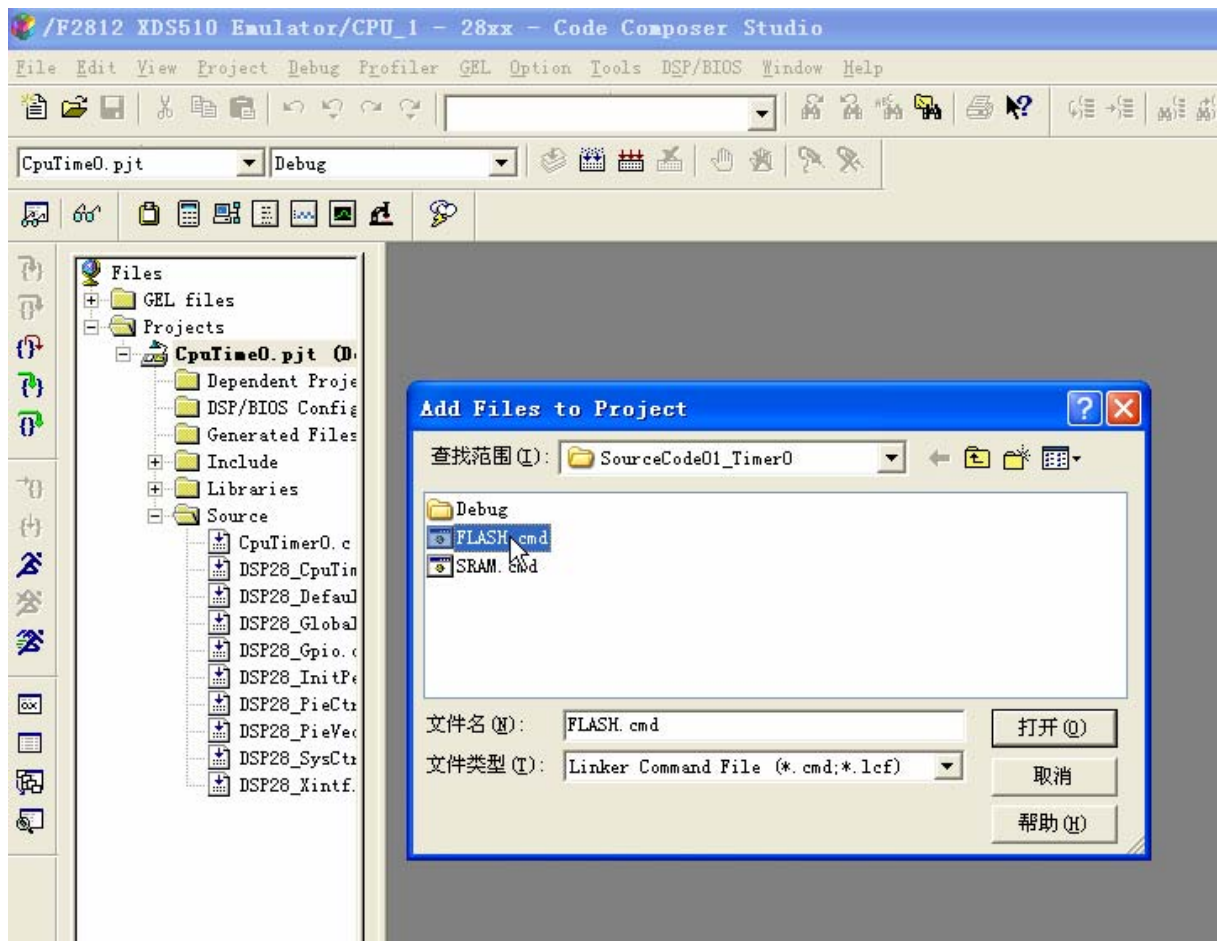 /F2812 XDS510 Emulator/CPU_1 - 28xx - Code Composer Studio
File Edit View Project Debug Profiler GEL Option Tools DSP/BIOS Window Help
CpuTime0.pjt Debug
Files
GEL files
Projects
CpuTime0.pjt (D
Dependent Proje
DSP/BIOS Config
Generated Files
Include
Libraries
Source
CpuTimer0.c
DSP28_CpuTim
DSP28_Defaul
DSP28_Global
DSP28_Gpio.c
DSP28_InitPe
DSP28_PieCtr
DSP28_PieVec
DSP28_SysCtr
DSP28_Xintf.
Add Files to Project
查找范围(I): SourceCode01_Timer0
Debug
FLASH.cmd
SRAM.cmd
文件名(N): FLASH.cmd
打开(O)
文件类型(T): Linker Command File (*.cmd;*.lcf)
取消
帮助(H)